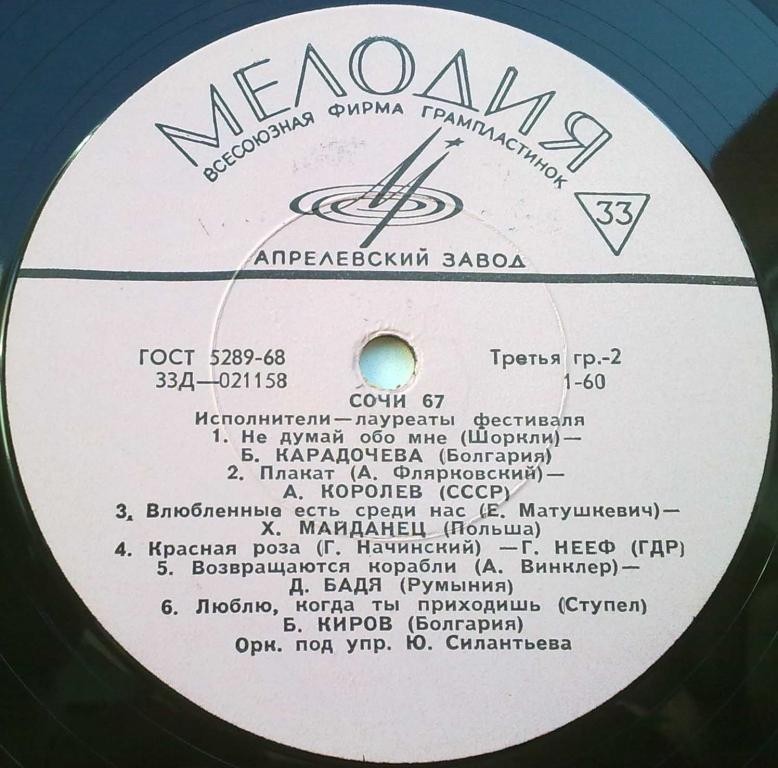 МЕЛОДИЯ
ВСЕСОЮЗНАЯ ФИРМА ГРАМПЛАСТИНОК
33
АПРЕЛЕВСКИЙ ЗАВОД
ГОСТ 5289-68 Третья гр.-2
33Д—021158 1-60
СОЧИ 67
Исполнители—лауреаты фестиваля
1. Не думай обо мне (Шоркли)—
Б. КАРАДОЧЕВА (Болгария)
2. Плакат (А. Флярковский)—
А. КОРОЛЕВ (СССР)
3. Влюбленные есть среди нас (Е. Матушкевич)—
Х. МАЙДАНЕЦ (Польша)
4. Красная роза (Г. Начинский) —Г. НЕЕФ (ГДР)
5. Возвращаются корабли (А. Винклер)—
Д. БАДЯ (Румыния)
6. Люблю, когда ты приходишь (Ступел)
Б. КИРОВ (Болгария)
Орк. под упр. Ю. Силантьева